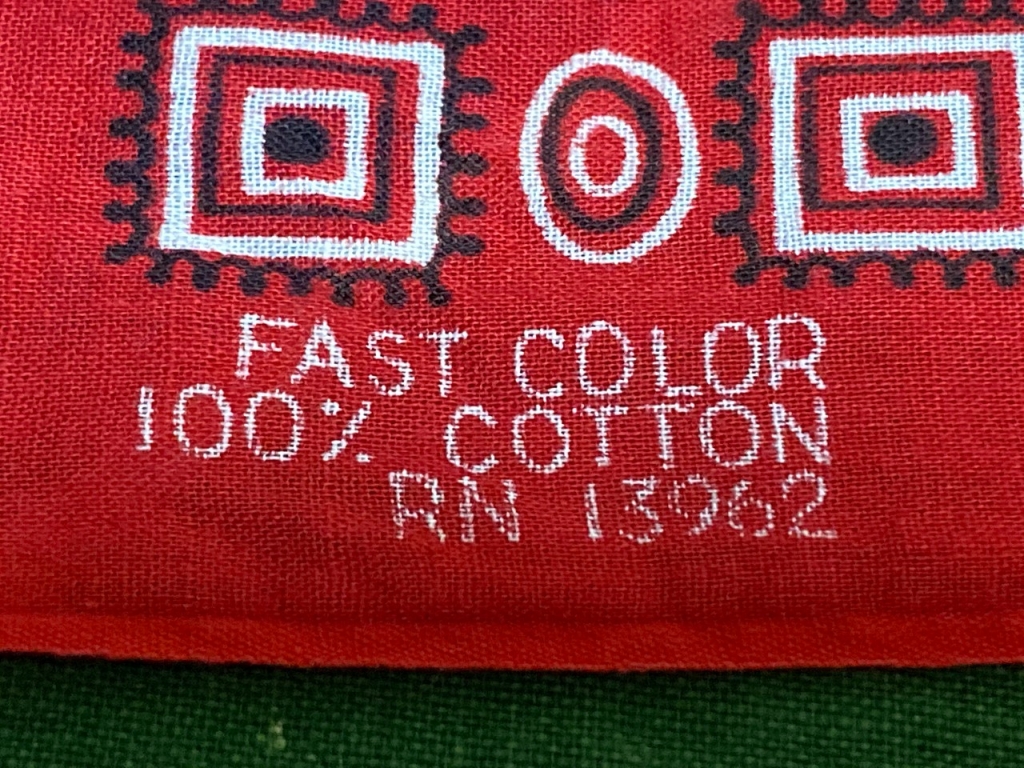 FAST COLOR
100% COTTON
RN 13962